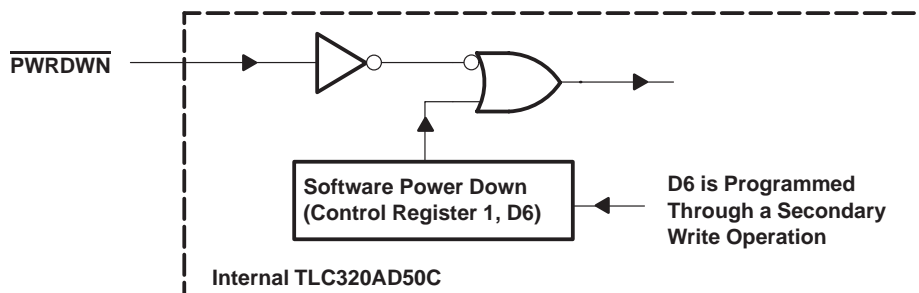 PWRDWN
Software Power Down
(Control Register 1, D6)
D6 is Programmed
Through a Secondary
Write Operation
Internal TLC320AD50C